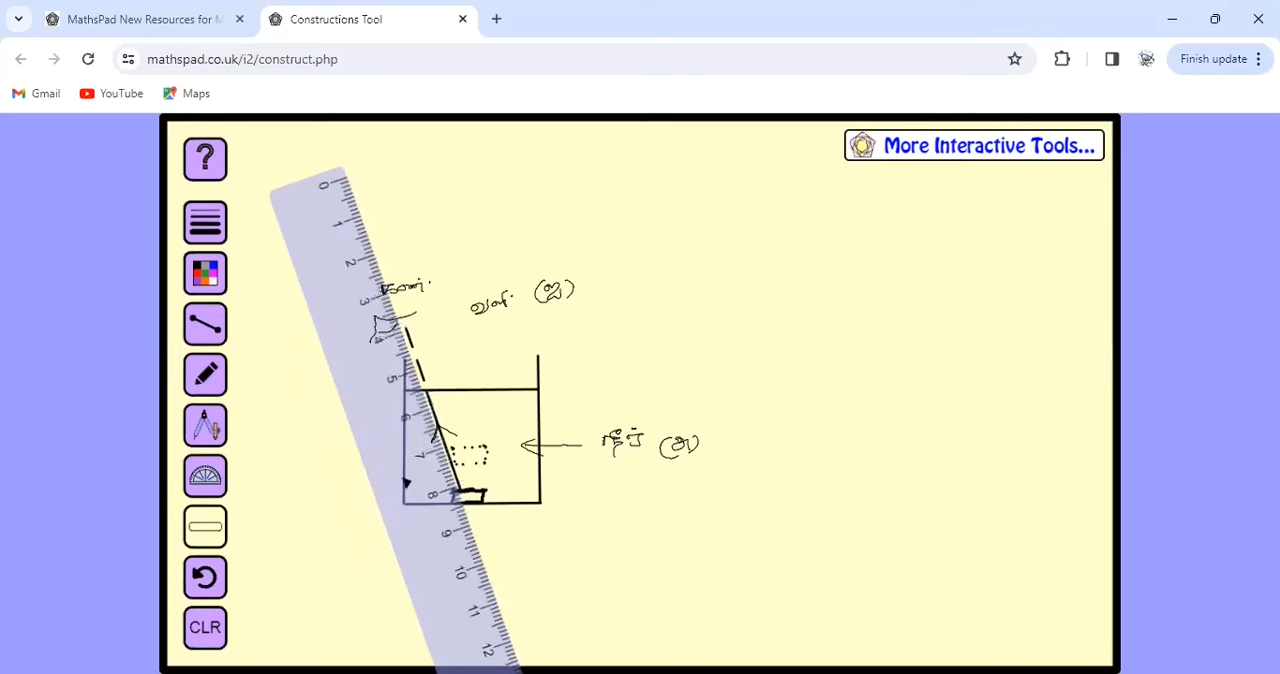 MathsPad New Resources for M
Constructions Tool
mathspad.co.uk/i2/construct.php
Finish update
Gmail
YouTube
Maps
?
More Interactive Tools...
0
1
2
3
4
5
6
7
8
9
10
11
12
நீர்
CLR